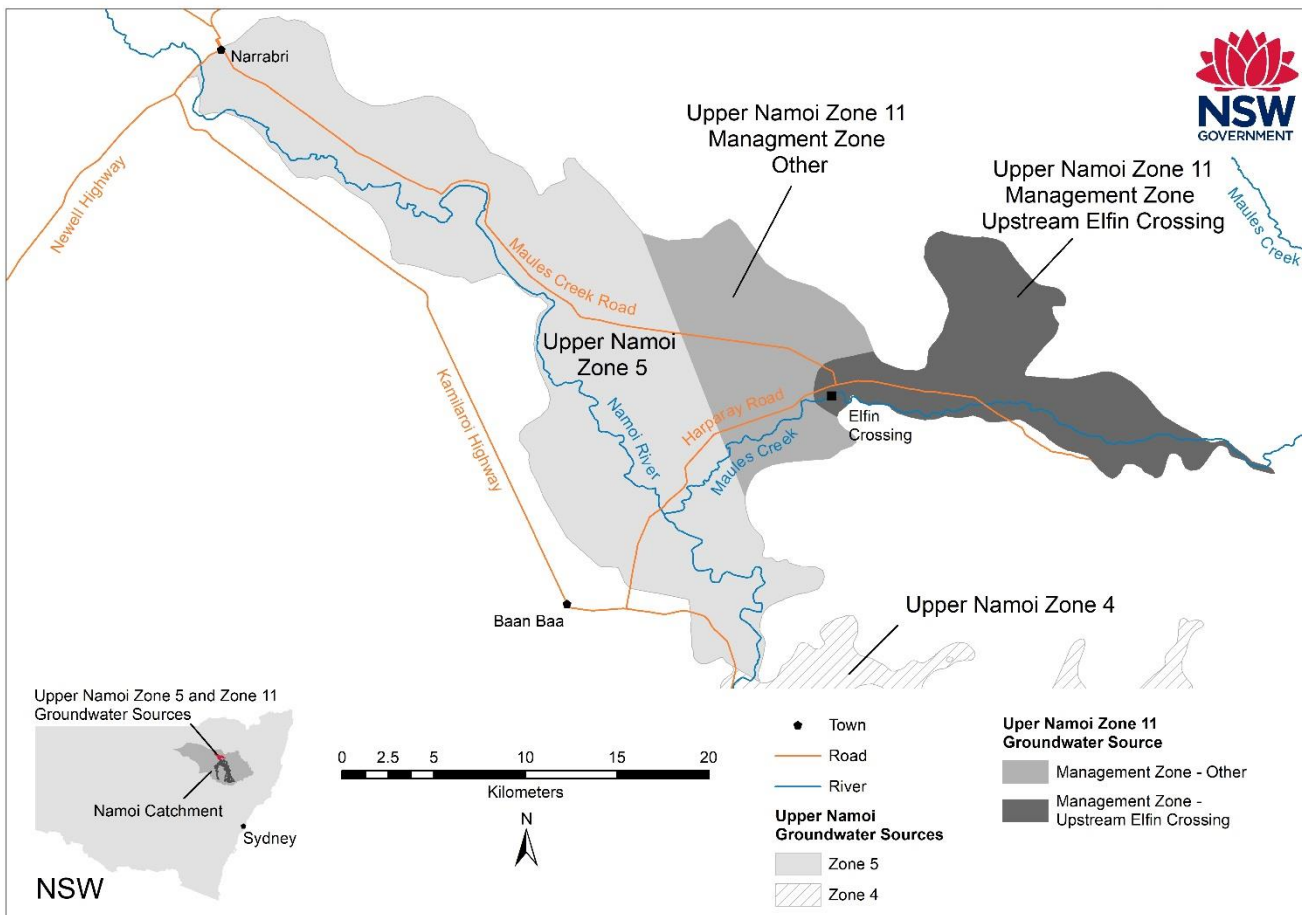 Narrabri
Upper Namoi Zone 11
Managment Zone
Other
NSW
GOVERNMENT
Upper Namoi Zone 11
Management Zone
Upstream Elfin Crossing
Maules Creek
Newell Highway
Maules Creek Road
Upper Namoi
Zone 5
Kamilaroi Highway
Namoi River
Harparay Road
Maules Creek
Elfin
Crossing
Baan Baa
Upper Namoi Zone 4
Upper Namoi Zone 5 and Zone 11
Groundwater Sources
Namoi Catchment
Sydney
NSW
0 2.5 5 10 15 20
Kilometers
N
Town
Road
River
Upper Namoi
Groundwater Sources
Zone 5
Zone 4
Uper Namoi Zone 11
Groundwater Source
Management Zone - Other
Management Zone -
Upstream Elfin Crossing